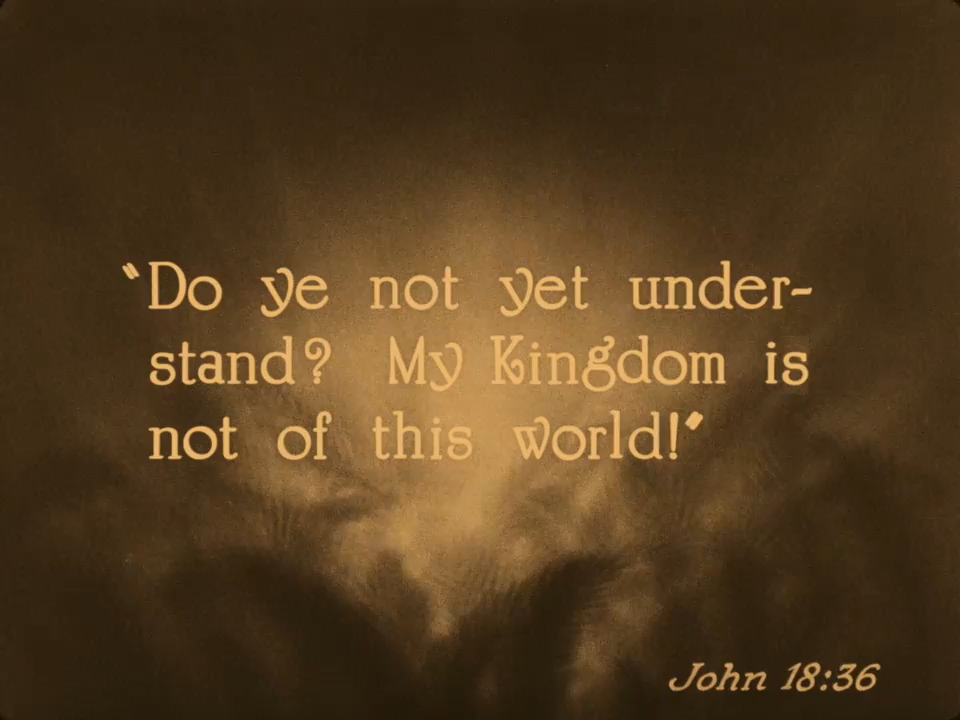 "Do ye not yet under-
stand? My Kingdom is
not of this world!"
John 18:36